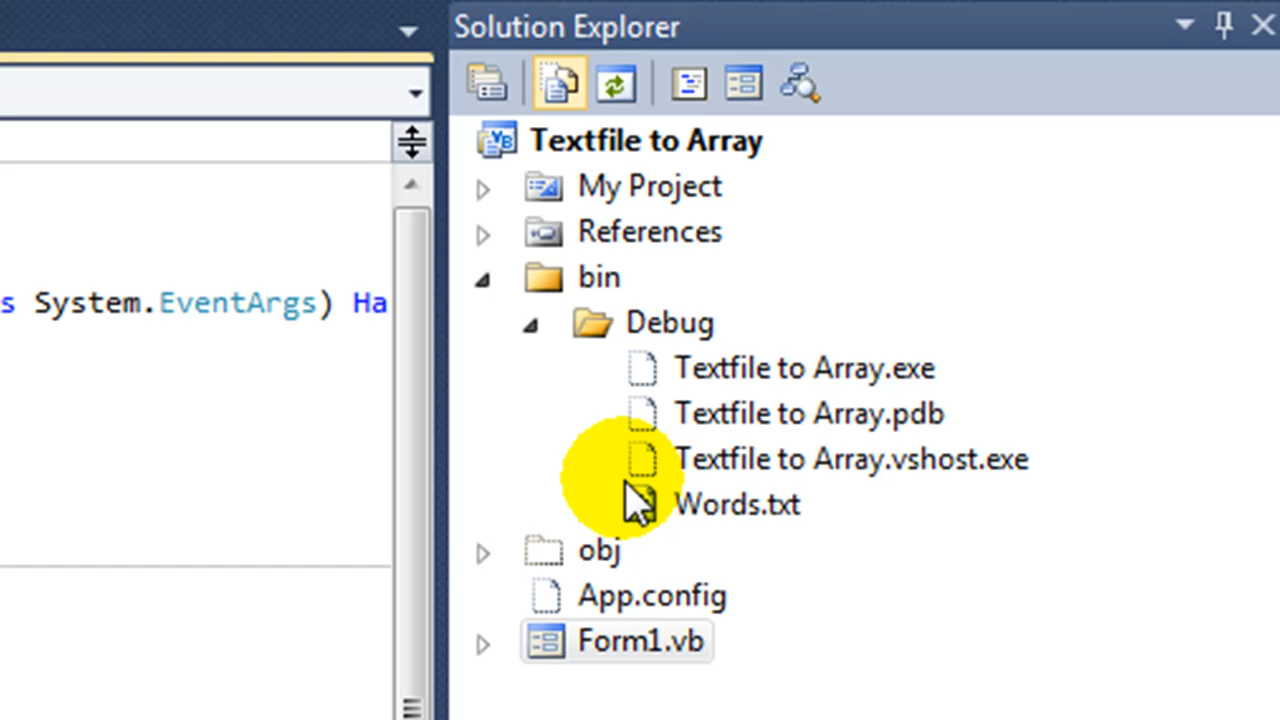 Solution Explorer
Textfile to Array
My Project
References
bin
s System.EventArgs) Ha
Debug
Textfile to Array.exe
Textfile to Array.pdb
Textfile to Array.vshost.exe
Words.txt
obj
App.config
Form1.vb